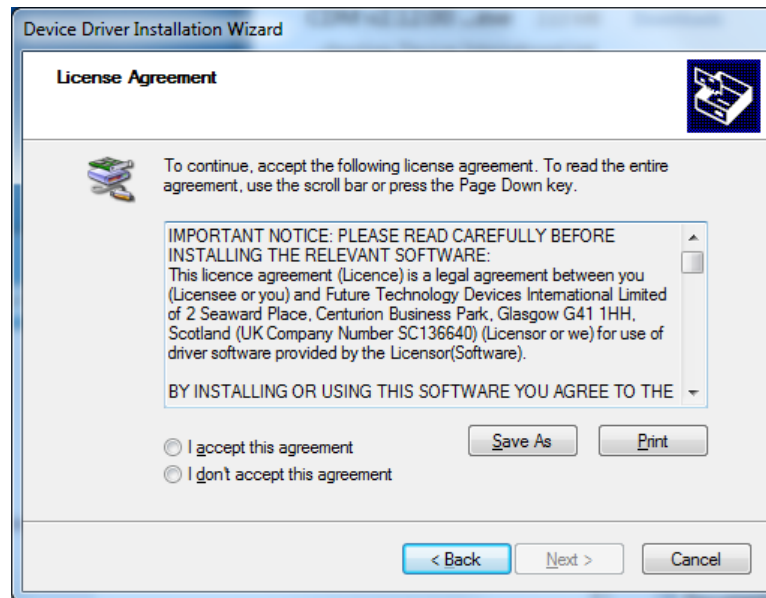 Device Driver Installation Wizard
License Agreement
To continue, accept the following license agreement. To read the entire
agreement, use the scroll bar or press the Page Down key.
IMPORTANT NOTICE: PLEASE READ CAREFULLY BEFORE
INSTALLING THE RELEVANT SOFTWARE:
This licence agreement (Licence) is a legal agreement between you
(Licensee or you) and Future Technology Devices International Limited
of 2 Seaward Place, Centurion Business Park, Glasgow G41 1HH,
Scotland (UK Company Number SC136640) (Licensor or we) for use of
driver software provided by the Licensor(Software).
BY INSTALLING OR USING THIS SOFTWARE YOU AGREE TO THE
I accept this agreement
I don't accept this agreement
Save As
Print
< Back
Next >
Cancel